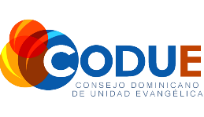 CODUE
CONSEJO DOMINICANO
DE UNIDAD EVANGÉLICA